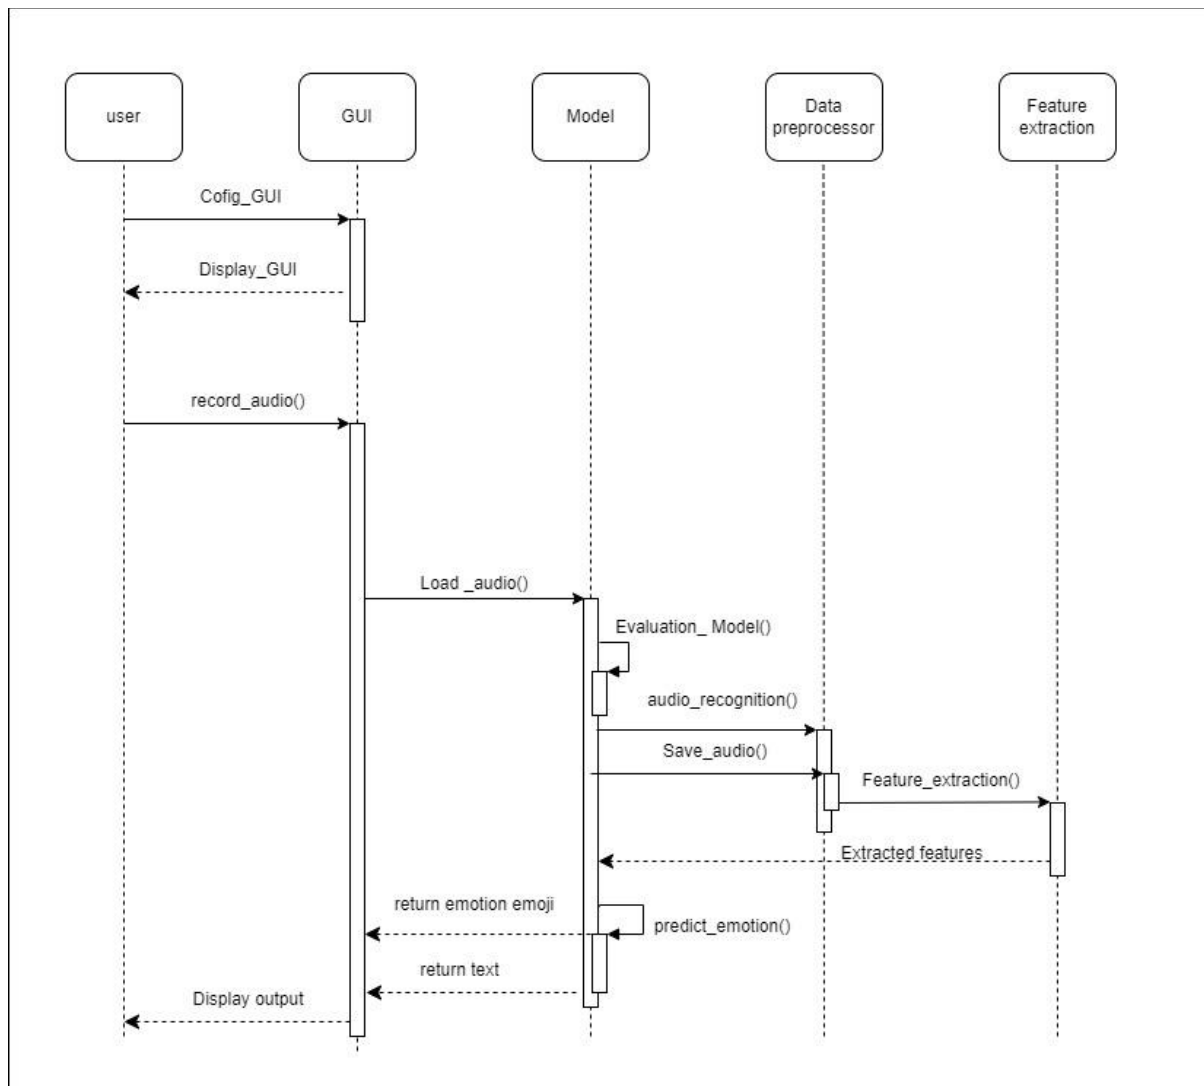 user
GUI
Model
Data
preprocessor
Feature
extraction
Cofig_GUI
Display_GUI
record_audio()
Load _audio()
Evaluation_ Model()
audio_recognition()
Save_audio()
Feature_extraction()
Extracted features
return emotion emoji
predict_emotion()
return text
Display output